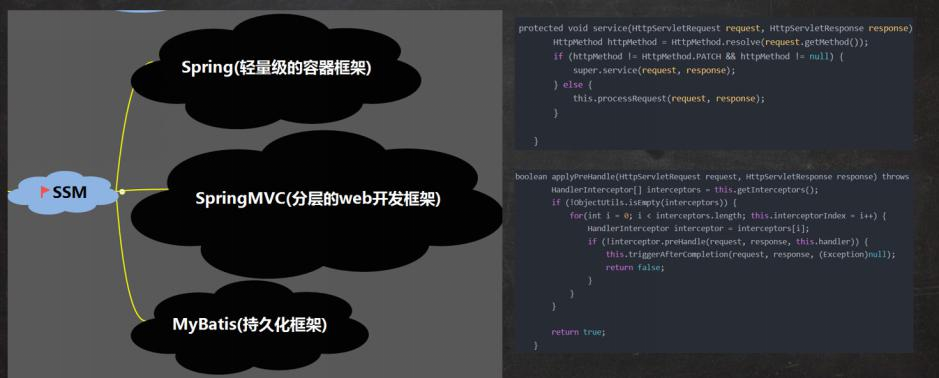 SSM
Spring(轻量级的容器框架)
SpringMVC(分层的web开发框架)
MyBatis(持久化框架)
protected void service(HttpServletRequest request, HttpServletResponse response)
HttpMethod httpMethod = HttpMethod.resolve(request.getMethod());
if (httpMethod != HttpMethod.PATCH && httpMethod != null) {
super.service(request, response);
} else {
this.processRequest(request, response);
}
}
boolean applyPreHandle(HttpServletRequest request, HttpServletResponse response) throws
HandlerInterceptor[] interceptors = this.getInterceptors();
if (!ObjectUtils.isEmpty(interceptors)) {
for(int i = 0; i < interceptors.length; this.interceptorIndex = i++) {
HandlerInterceptor interceptor = interceptors[i];
if (!interceptor.preHandle(request, response, this.handler)) {
this.triggerAfterCompletion(request, response, (Exception)null);
return false;
}
}
}
return true;
}